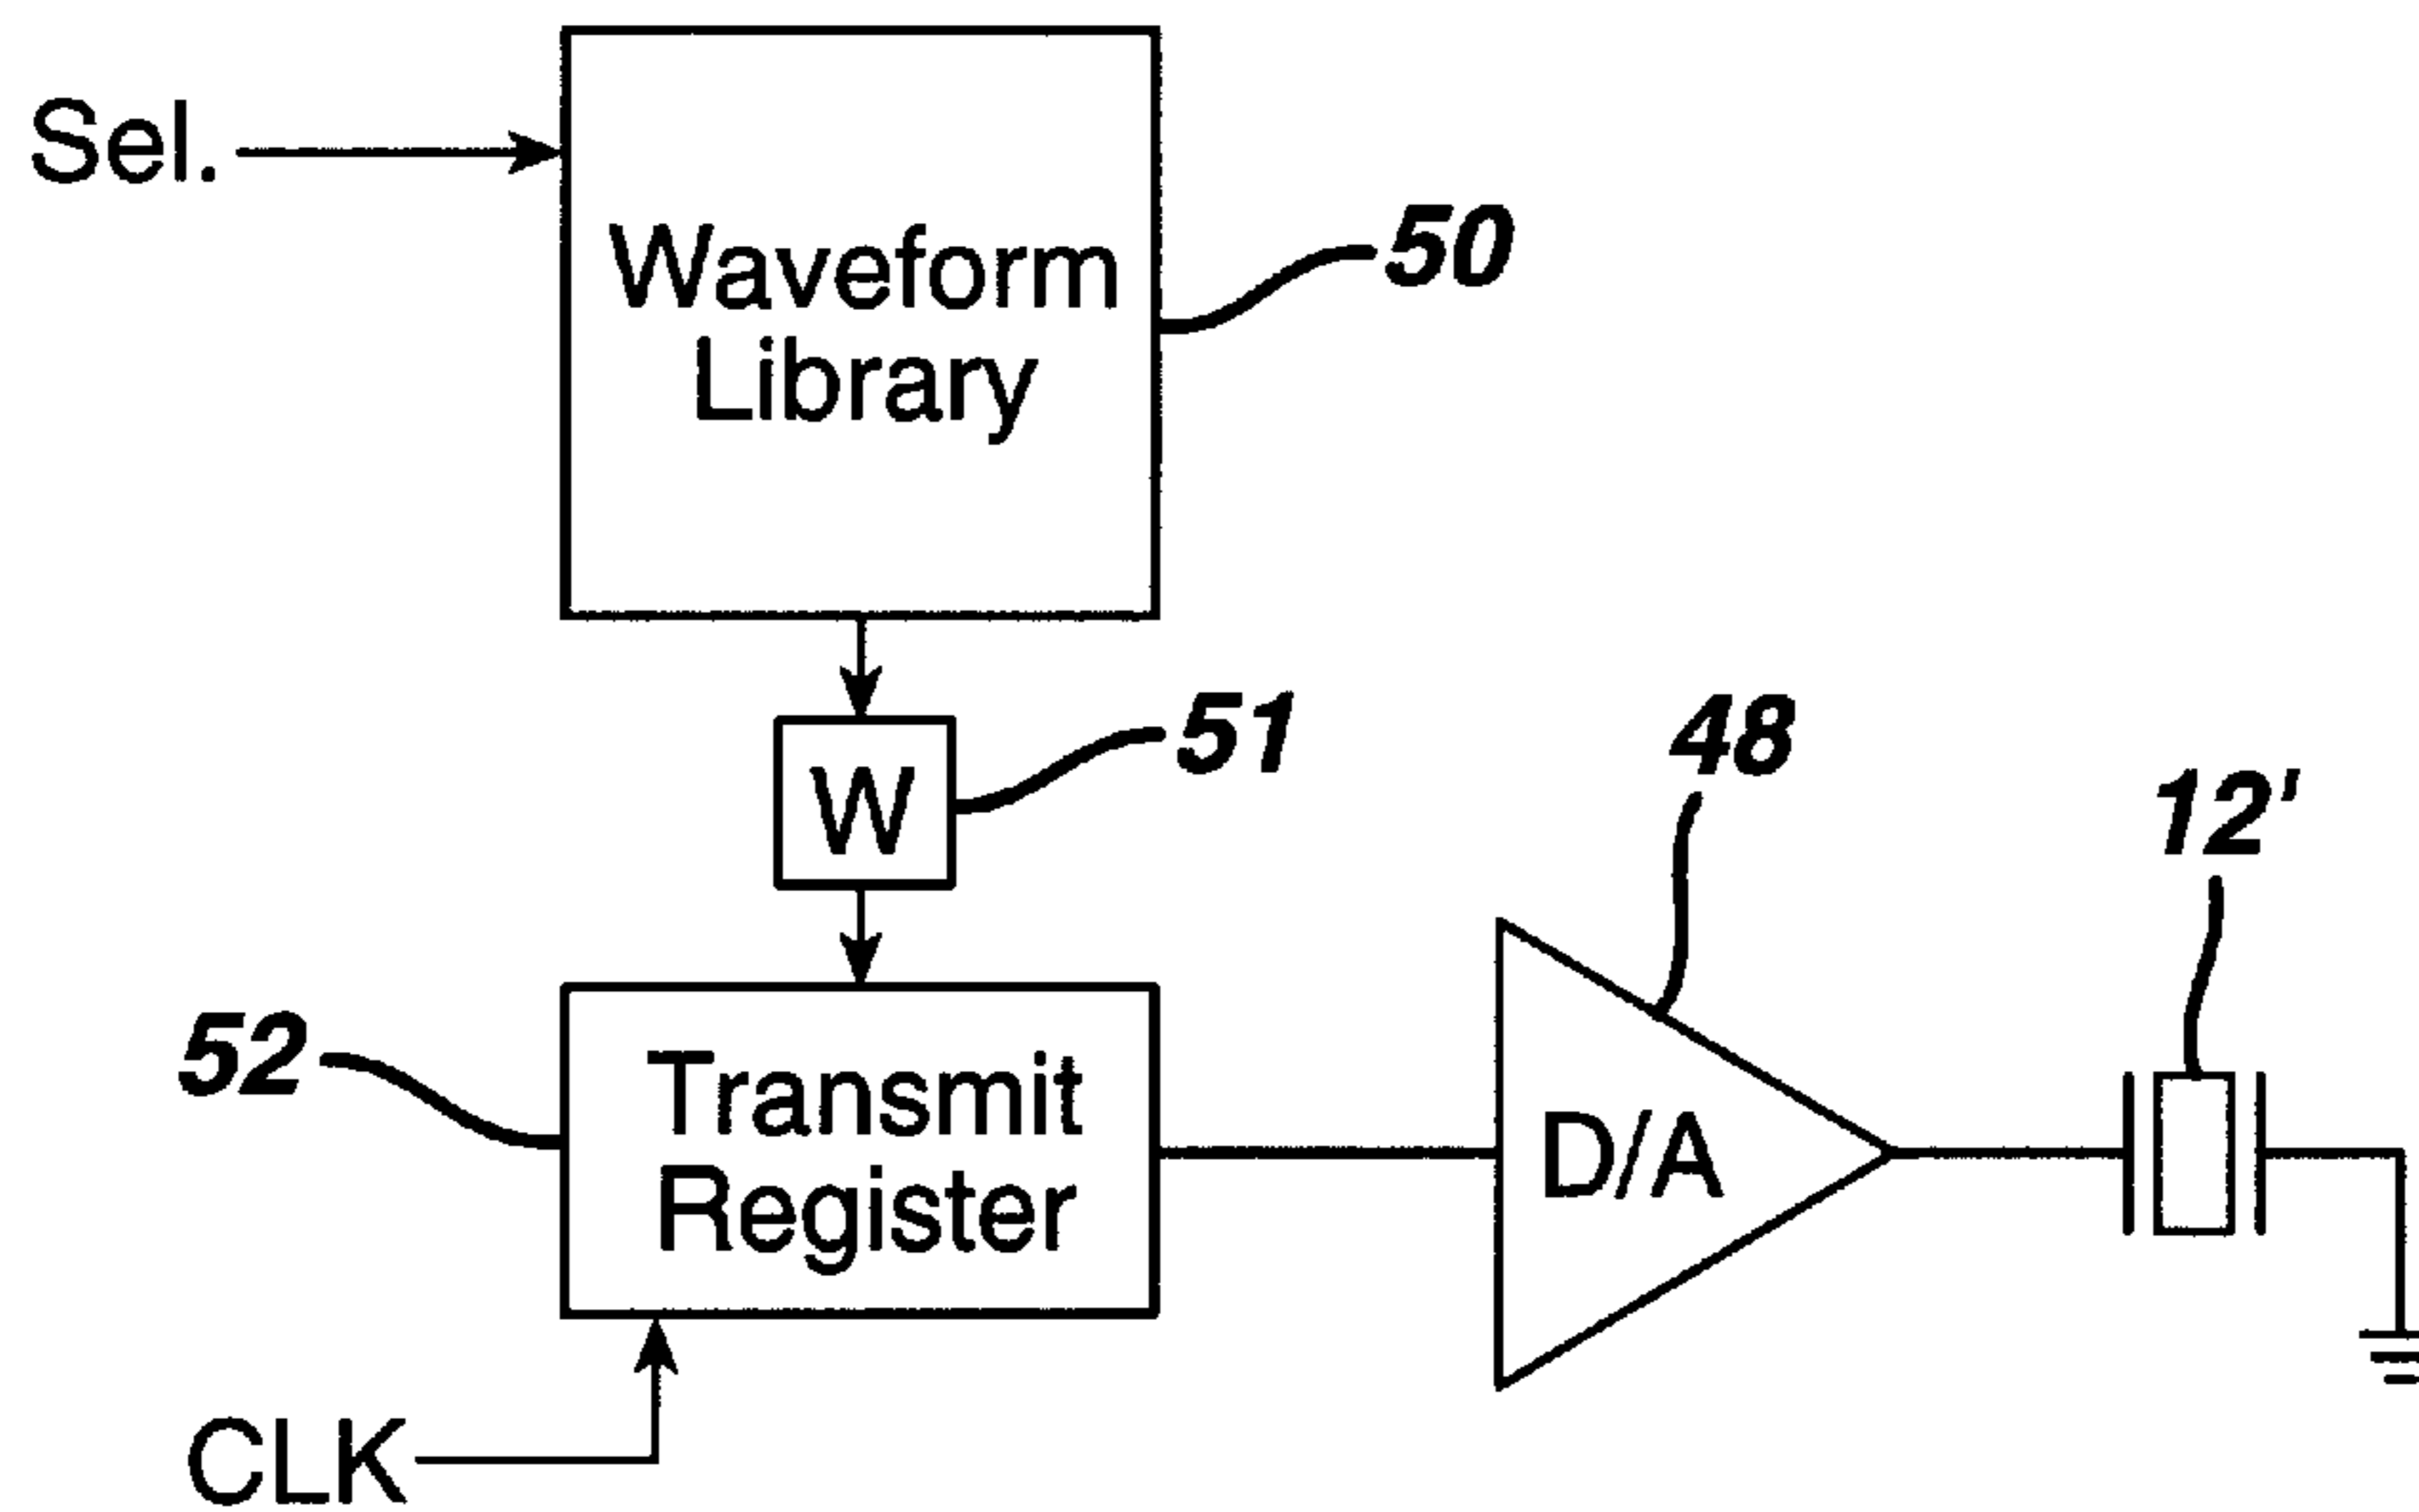 Sel.
Waveform
Library
50
W
51
48
12'
52
Transmit
Register
D/A
CLK